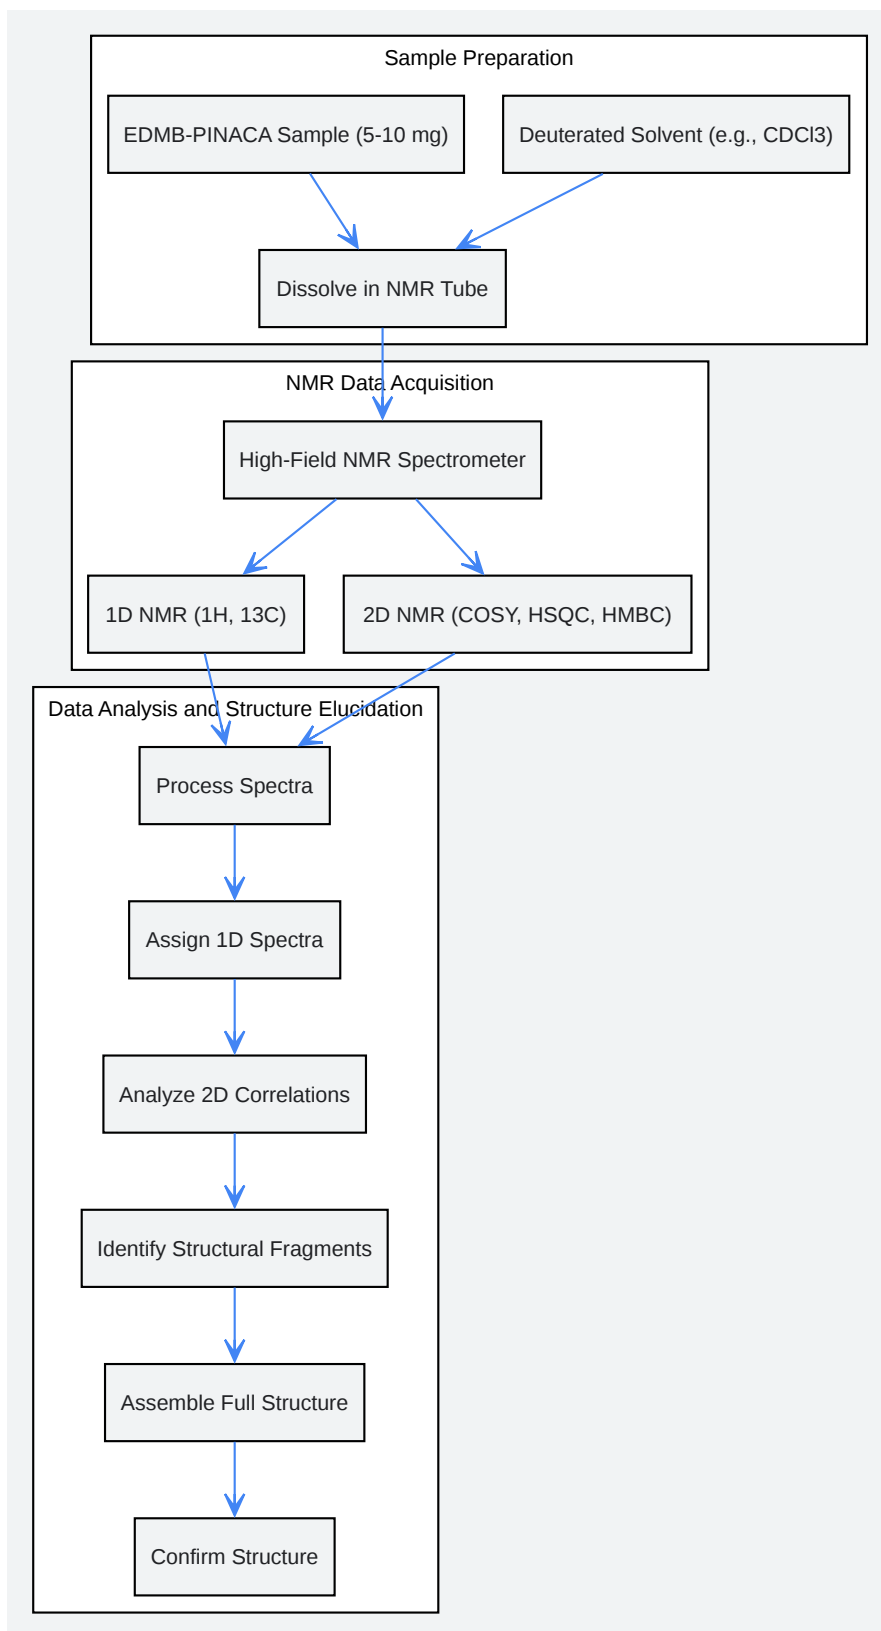 Sample Preparation
EDMB-PINACA Sample (5-10 mg)
Deuterated Solvent (e.g., CDCl3)
Dissolve in NMR Tube
NMR Data Acquisition
High-Field NMR Spectrometer
1D NMR (1H, 13C)
2D NMR (COSY, HSQC, HMBC)
Data Analysis and Structure Elucidation
Process Spectra
Assign 1D Spectra
Analyze 2D Correlations
Identify Structural Fragments
Assemble Full Structure
Confirm Structure